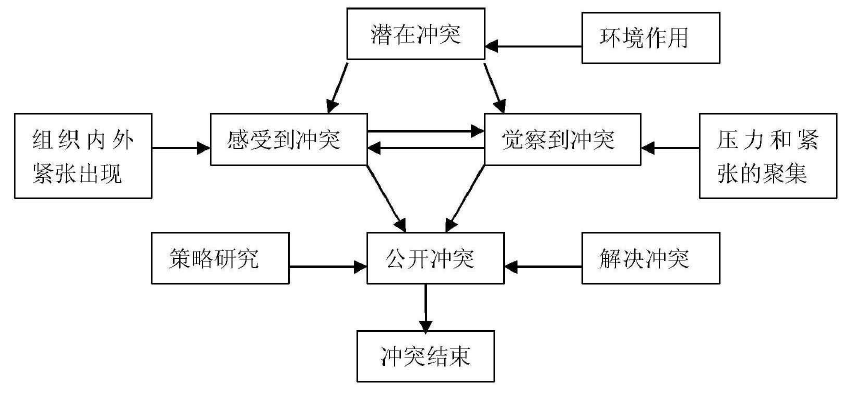 潜在冲突
环境作用
组织内外
紧张出现
感受到冲突
觉察到冲突
压力和紧
张的聚集
策略研究
公开冲突
解决冲突
冲突结束